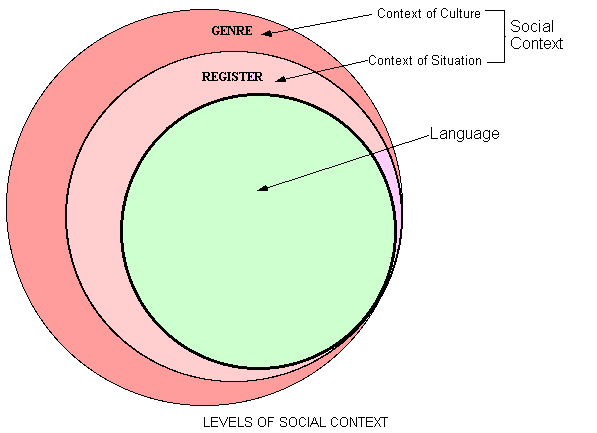 GENRE
Context of Culture
Social
Context
REGISTER
Context of Situation
Language
LEVELS OF SOCIAL CONTEXT